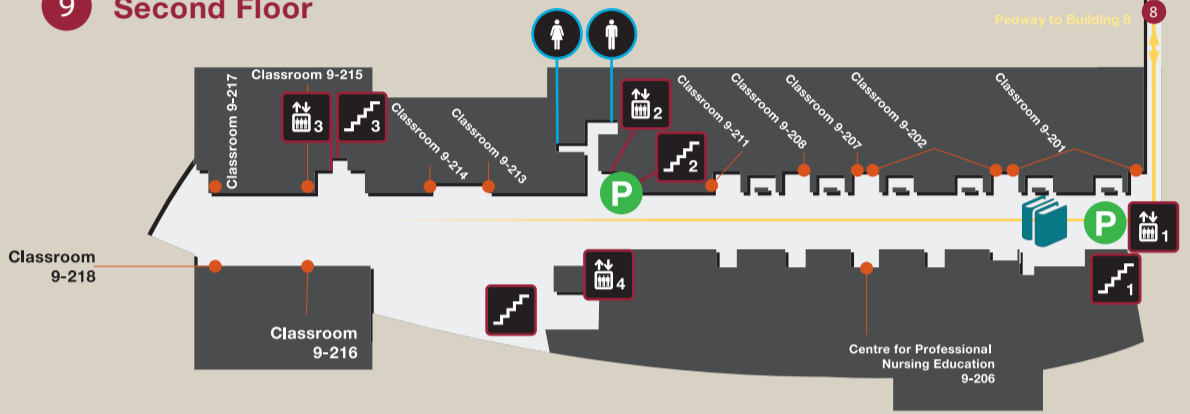 9 Second Floor
Pedway to Building 8
8
Classroom 9-217
Classroom 9-215
3
3
Classroom 9-214
Classroom 9-213
2
2
Classroom 9-211
Classroom 9-208
Classroom 9-207
Classroom 9-202
Classroom 9-201
P
P
1
1
4
Classroom
9-218
Classroom
9-216
Centre for Professional
Nursing Education
9-206